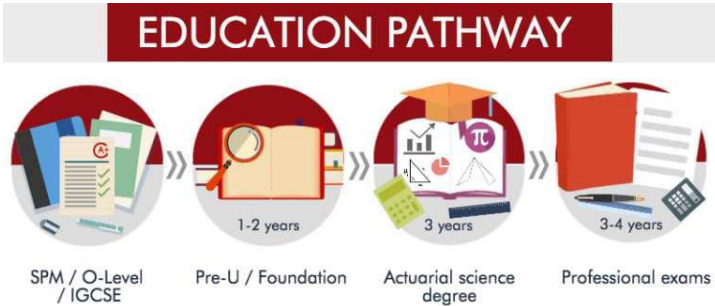 EDUCATION PATHWAY
A+
π
1-2 years
3 years
3-4 years
SPM / O-Level
/ IGCSE
Pre-U / Foundation
Actuarial science
degree
Professional exams